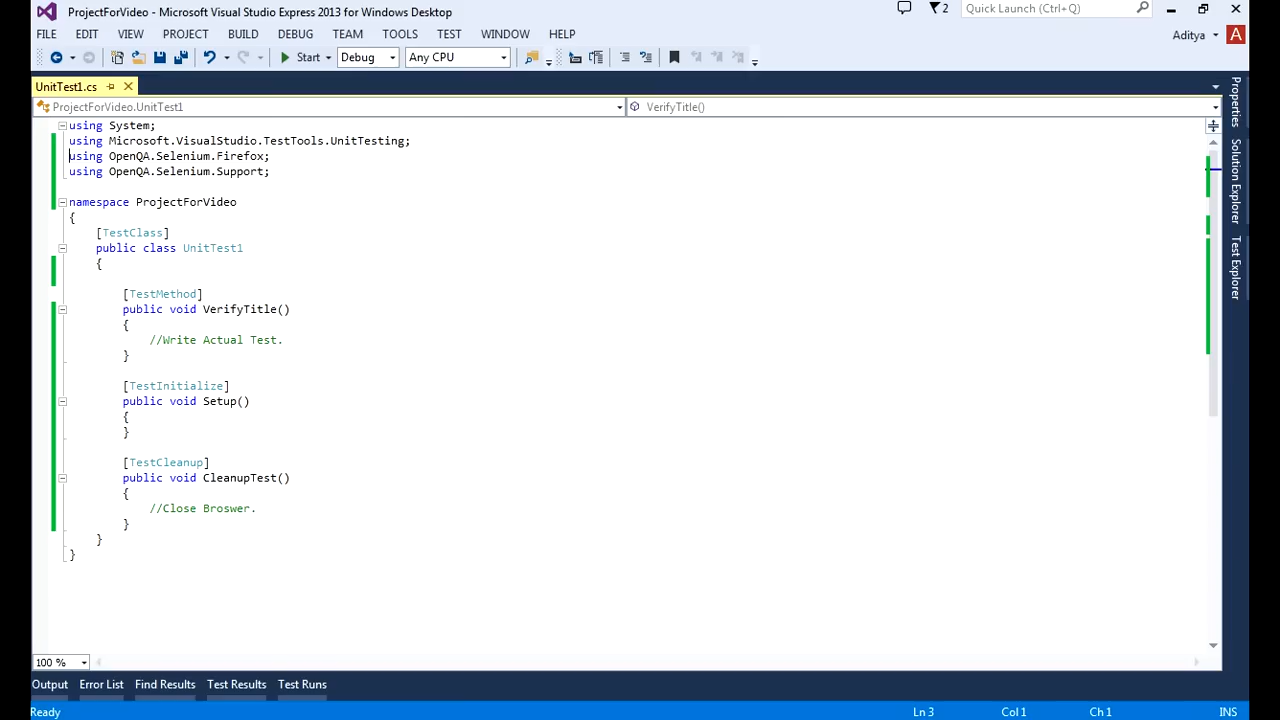 ProjectForVideo - Microsoft Visual Studio Express 2013 for Windows Desktop
2
Quick Launch (Ctrl+Q)
FILE EDIT VIEW PROJECT BUILD DEBUG TEAM TOOLS TEST WINDOW HELP
Aditya
A
Start
Debug
Any CPU
UnitTest1.cs
ProjectForVideo.UnitTest1
VerifyTitle()
using System;
using Microsoft.VisualStudio.TestTools.UnitTesting;
using OpenQA.Selenium.Firefox;
using OpenQA.Selenium.Support;
namespace ProjectForVideo
{
[TestClass]
public class UnitTest1
{
[TestMethod]
public void VerifyTitle()
{
//Write Actual Test.
}
[TestInitialize]
public void Setup()
{
}
[TestCleanup]
public void CleanupTest()
{
//Close Broswer.
}
}
}
Properties
Solution Explorer
Test Explorer
100 %
Output Error List Find Results Test Results Test Runs
Ready Ln 3 Col 1 Ch 1 INS